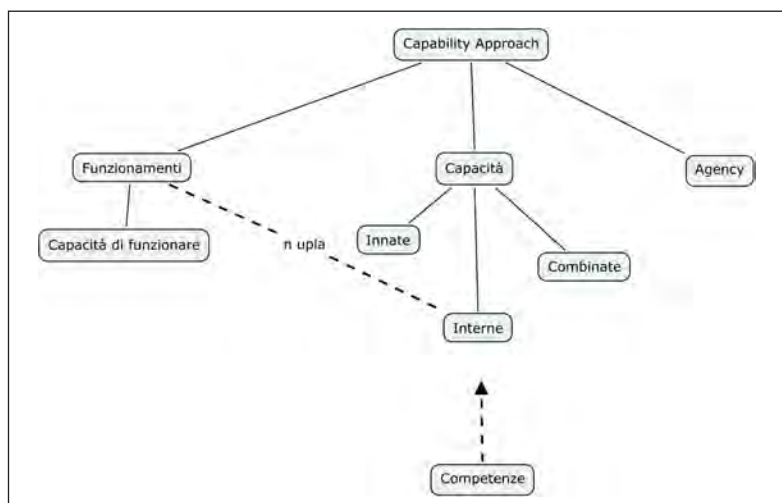 Capability Approach
Funzionamenti
Capacità
Agency
Capacità di funzionare
n upla
Innate
Combinate
Interne
Competenze